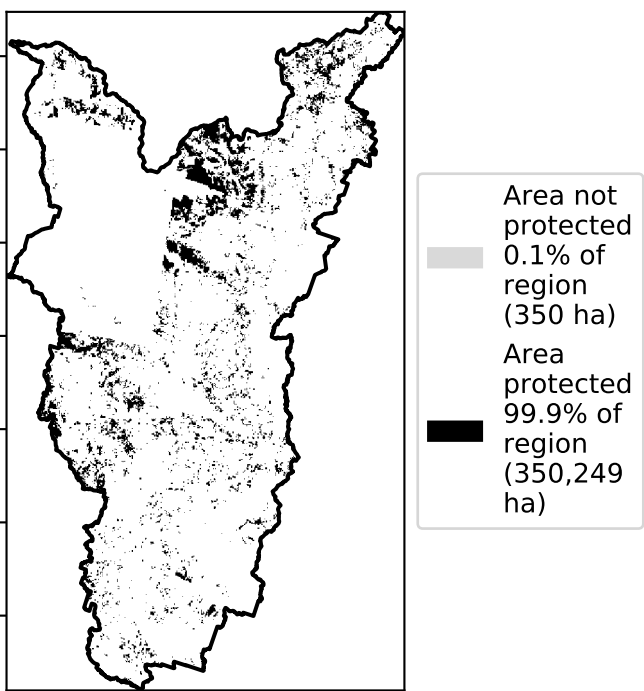 Area not
protected
0.1% of
region
(350 ha)
Area
protected
99.9% of
region
(350,249
ha)